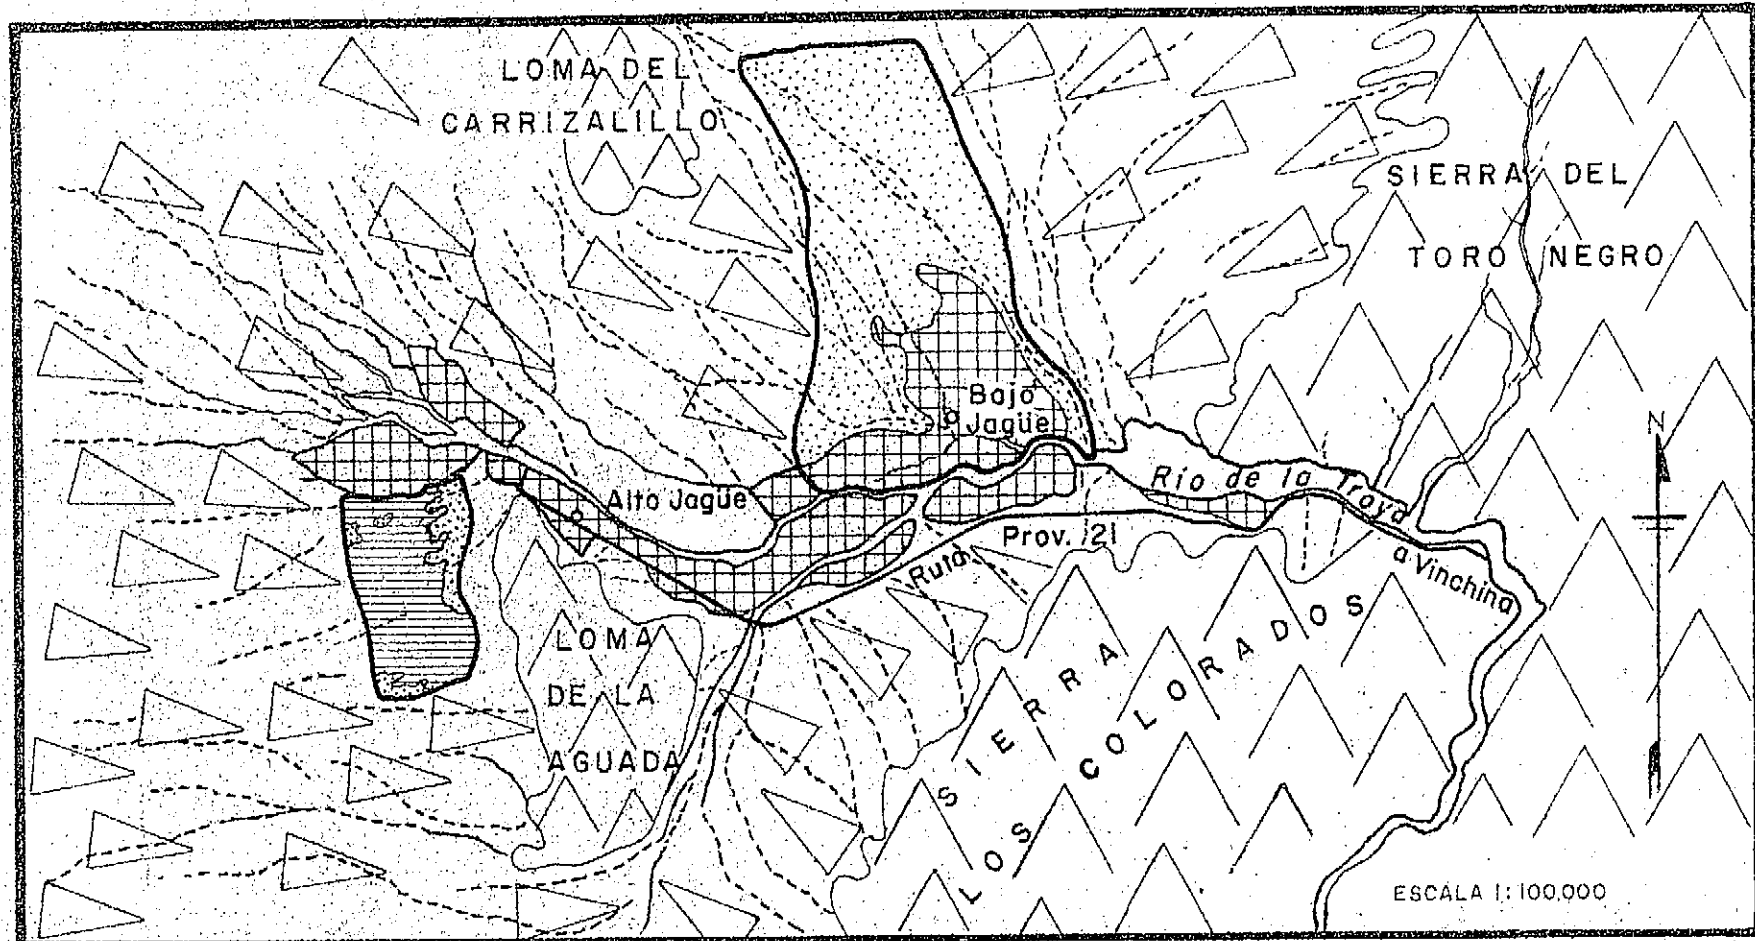 LOMA DEL
CARRIZALILLO
SIERRA DEL
TORO NEGRO
Bajo
Jagüe
N
Alto Jagüe
Río de la Troya
Ruta Prov. 21
a Vinchina
LOMA
DE LA
AGUADA
SIERRA
LOS COLORADOS
ESCALA 1:100.000